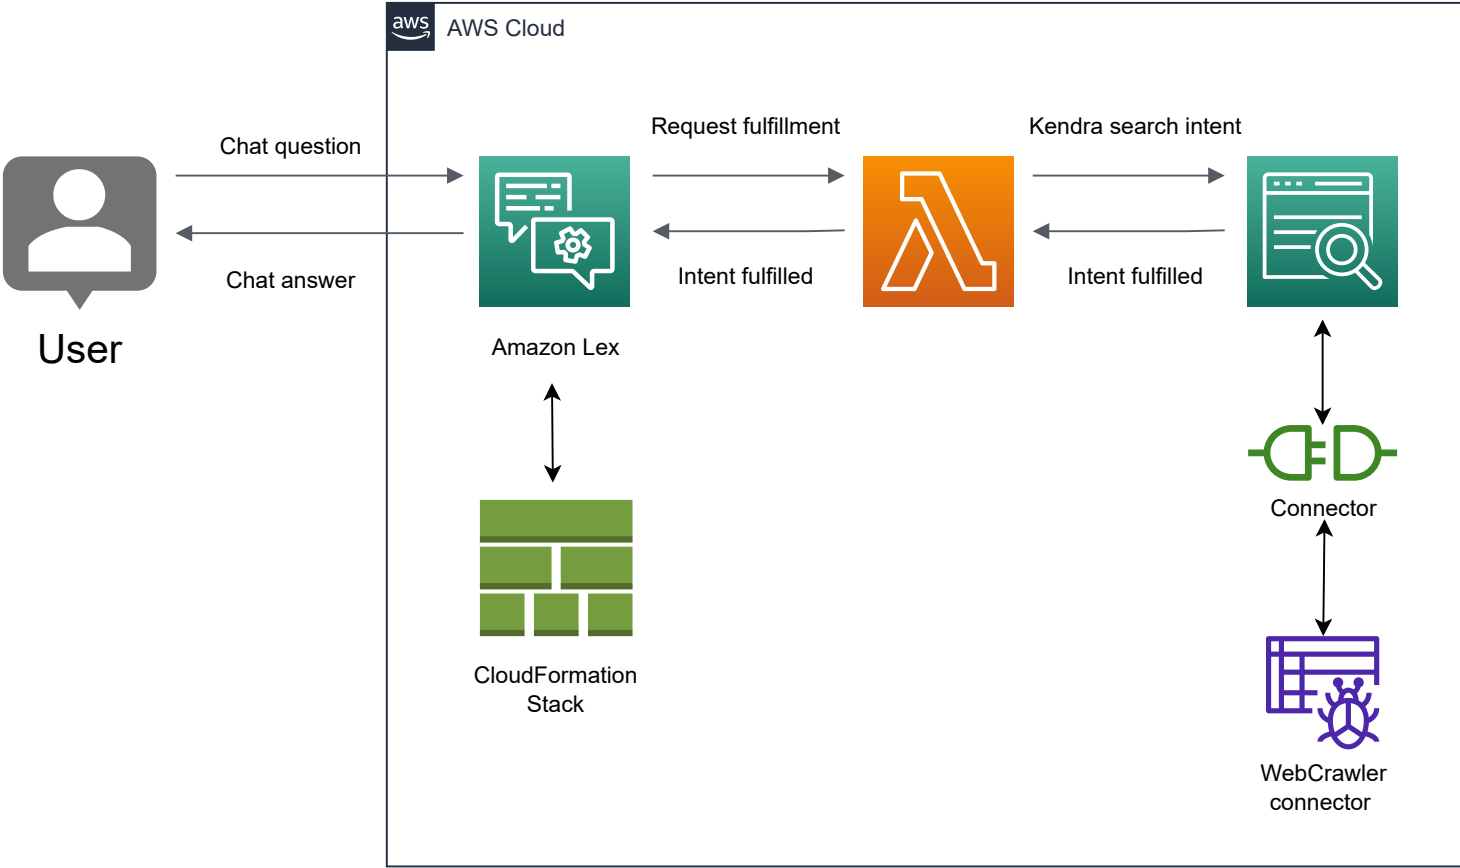 aws
AWS Cloud
Chat question
Request fulfillment
Kendra search intent
Chat answer
Intent fulfilled
Intent fulfilled
User
Amazon Lex
Connector
CloudFormation
Stack
WebCrawler
connector